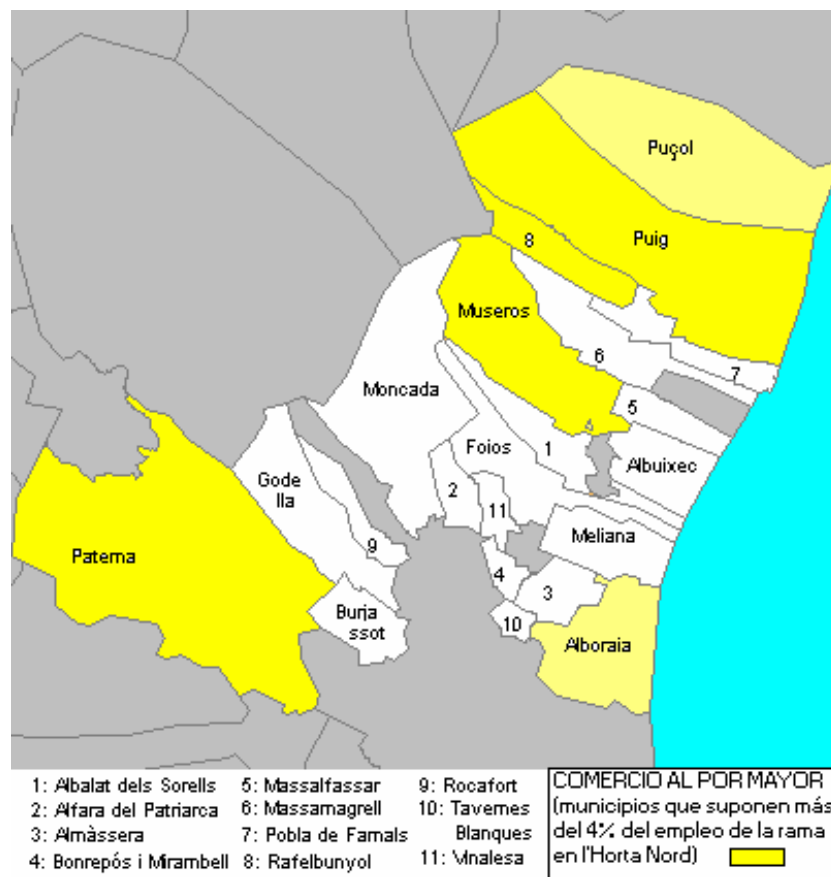 Puçol
Puig
8
Museros
6
7
Moncada
5
4
Foios
1
Albuixec
Gode
lla
2
11
Meliana
9
Paterna
4
3
Burja
ssot
10
Alboraia
1: Albalat dels Sorells
2: Alfara del Patriarca
3: Almàssera
4: Bonrepós i Mirambell
5: Massalfassar
6: Massamagrell
7: Pobla de Farnals
8: Rafelbunyol
9: Rocafort
10: Tavernes
Blanques
11: Vinalesa
COMERCIO AL POR MAYOR
(municipios que suponen más
del 4% del empleo de la rama
en l'Horta Nord)